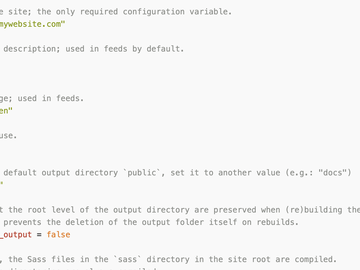 e site; the only required configuration variable.
mywebsite.com"
description; used in feeds by default.
ge; used in feeds.
en"
use.
default output directory `public`, set it to another value (e.g.: "docs")
"
t the root level of the output directory are preserved when (re)building the
prevents the deletion of the output folder itself on rebuilds.
_output = false
, the Sass files in the `sass` directory in the site root are compiled.